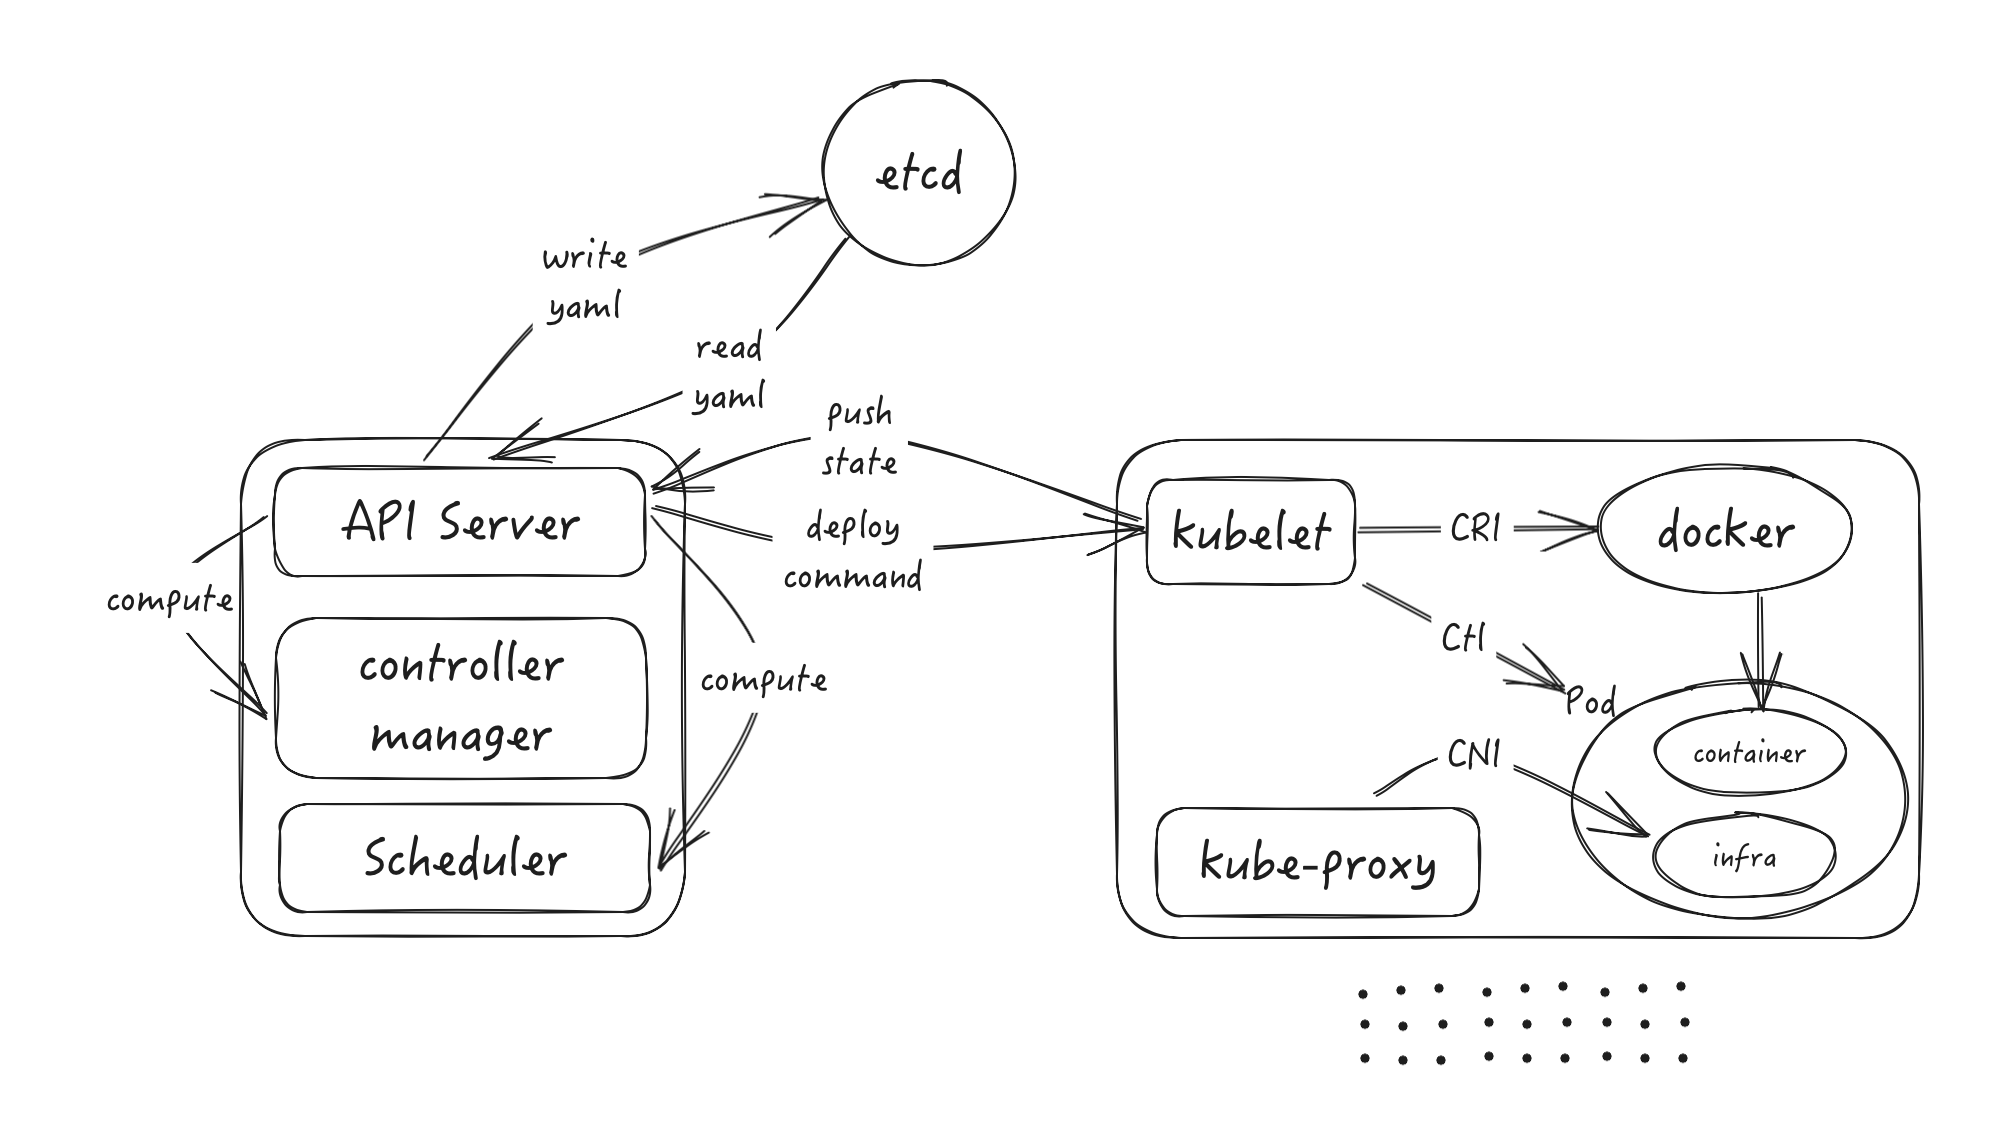 etcd
write
yaml
read
yaml
push
state
deploy
command
API Server
compute
controller
manager
compute
Scheduler
kubelet
CRI
docker
Ctl
Pod
CNI
container
infra
kube-proxy